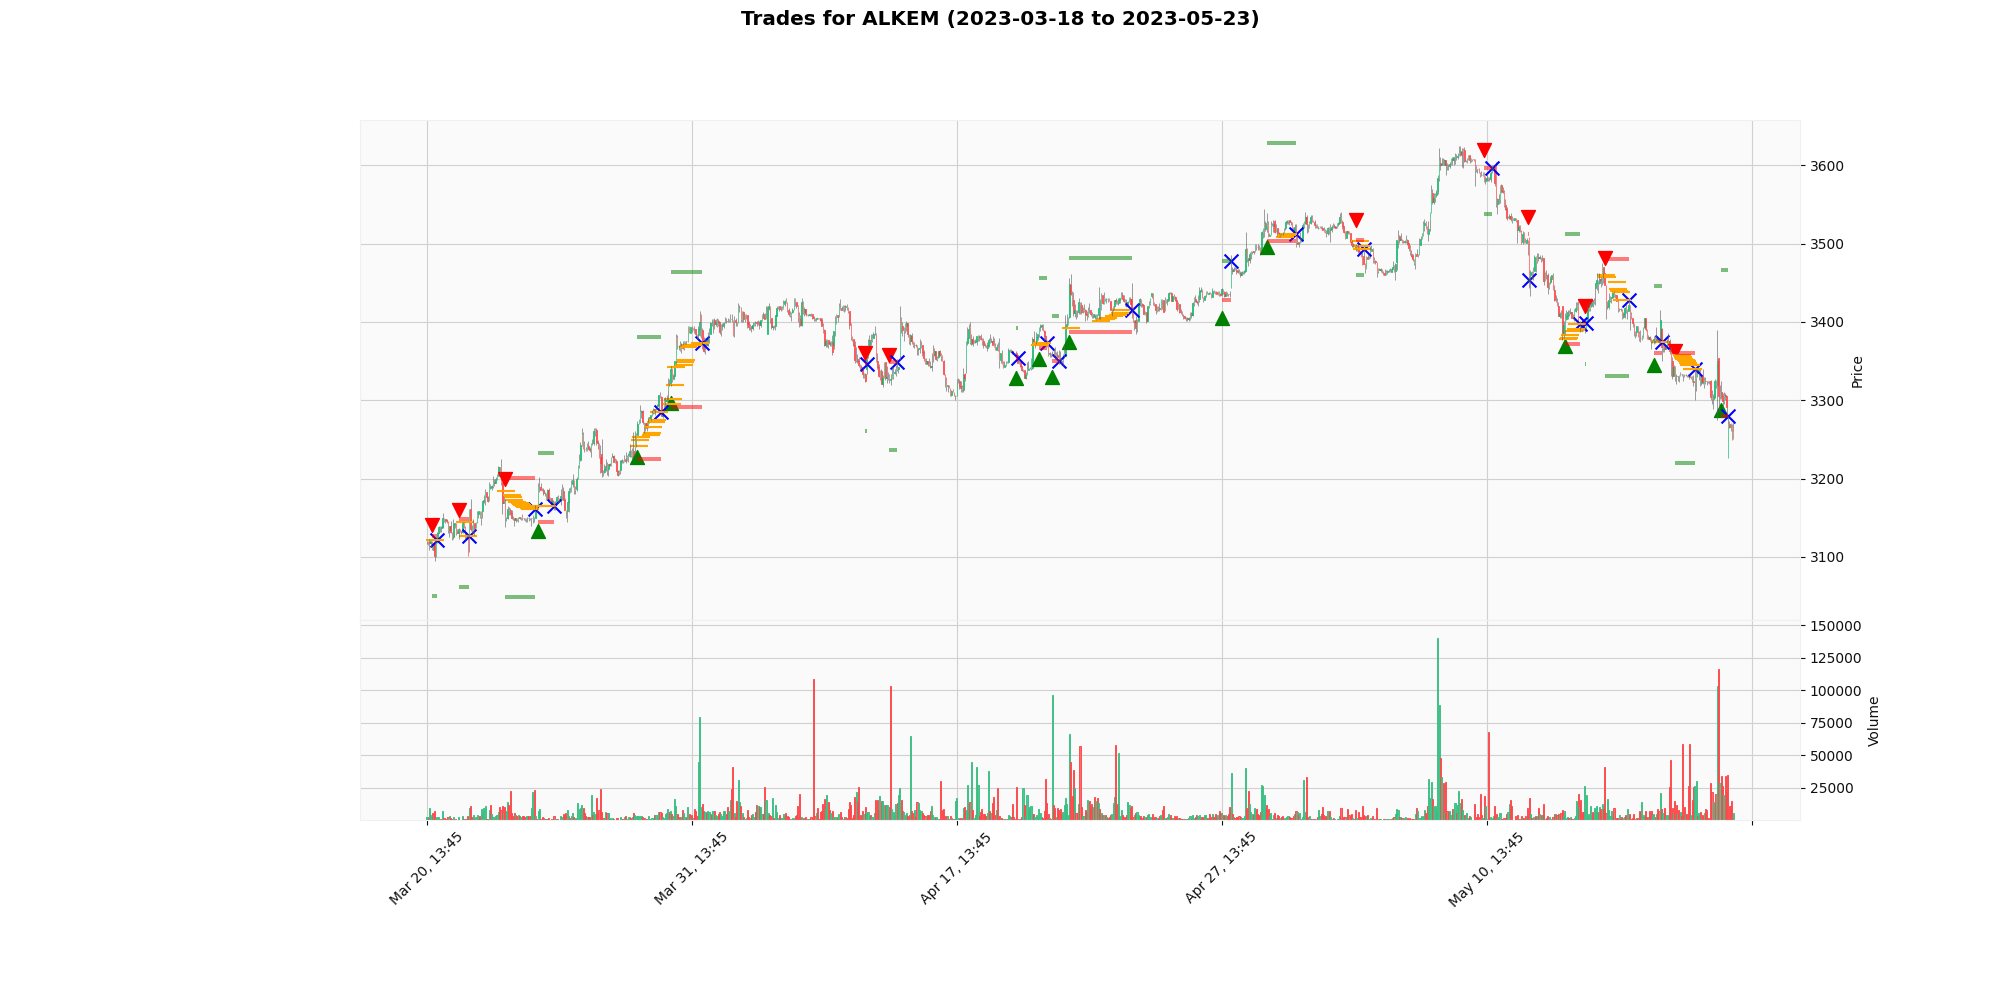 Trades for ALKEM (2023-03-18 to 2023-05-23)
3600
3500
3400
3300
3200
3100
Price
150000
125000
100000
75000
50000
25000
Volume
Mar 20, 13:45
Mar 31, 13:45
Apr 17, 13:45
Apr 27, 13:45
May 10, 13:45